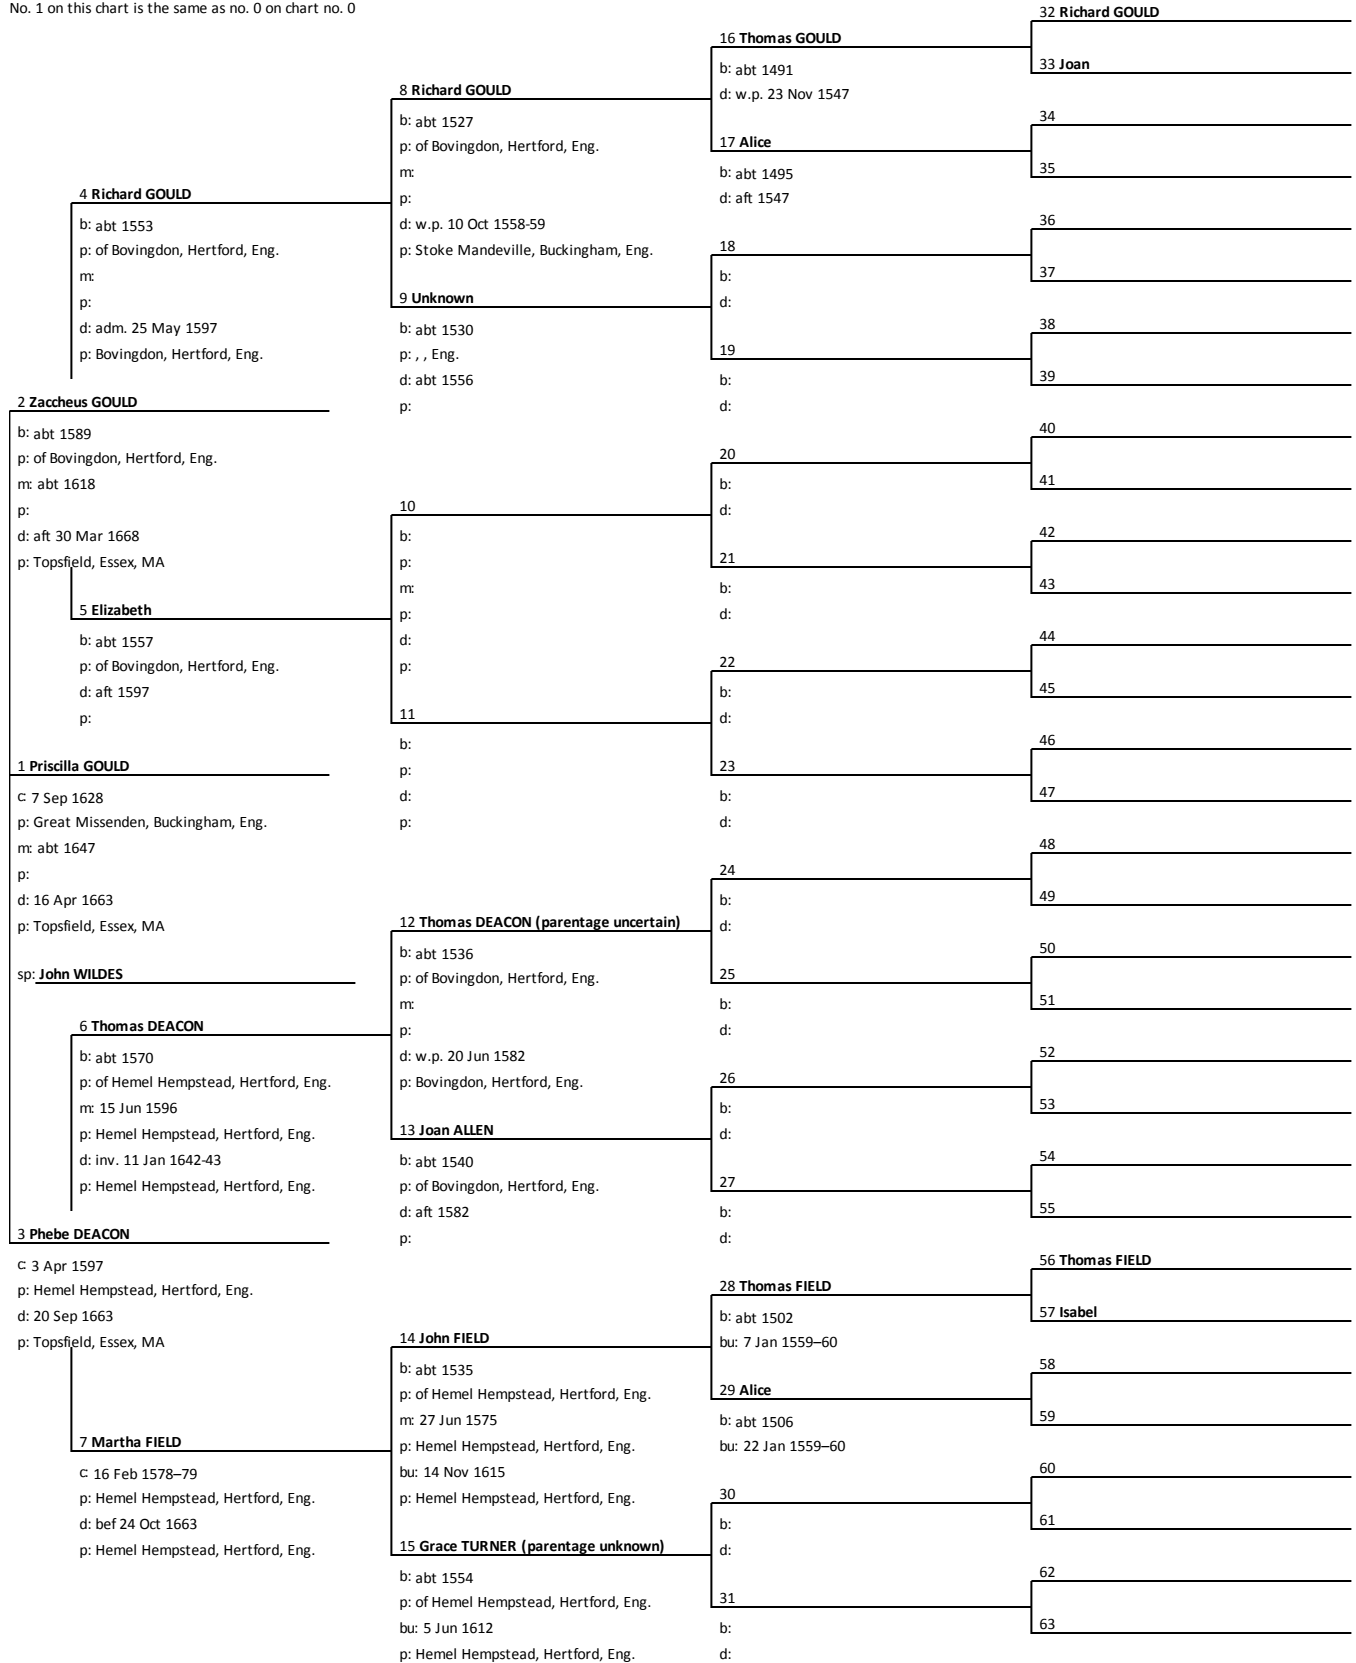 No. 1 on this chart is the same as no. 0 on chart no. 0
2 Zaccheus GOULD
b: abt 1589
p: of Bovingdon, Hertford, Eng.
m: abt 1618
p:
d: aft 30 Mar 1668
p: Topsfield, Essex, MA
1 Priscilla GOULD
c: 7 Sep 1628
p: Great Missenden, Buckingham, Eng.
m: abt 1647
p:
d: 16 Apr 1663
p: Topsfield, Essex, MA
sp: John WILDES
3 Phebe DEACON
c: 3 Apr 1597
p: Hemel Hempstead, Hertford, Eng.
d: 20 Sep 1663
p: Topsfield, Essex, MA
4 Richard GOULD
b: abt 1553
p: of Bovingdon, Hertford, Eng.
m:
p:
d: adm. 25 May 1597
p: Bovingdon, Hertford, Eng.
5 Elizabeth
b: abt 1557
p: of Bovingdon, Hertford, Eng.
d: aft 1597
p:
6 Thomas DEACON
b: abt 1570
p: of Hemel Hempstead, Hertford, Eng.
m: 15 Jun 1596
p: Hemel Hempstead, Hertford, Eng.
d: inv. 11 Jan 1642-43
p: Hemel Hempstead, Hertford, Eng.
7 Martha FIELD
c: 16 Feb 1578–79
p: Hemel Hempstead, Hertford, Eng.
d: bef 24 Oct 1663
p: Hemel Hempstead, Hertford, Eng.
8 Richard GOULD
b: abt 1527
p: of Bovingdon, Hertford, Eng.
m:
p:
d: w.p. 10 Oct 1558-59
p: Stoke Mandeville, Buckingham, Eng.
9 Unknown
b: abt 1530
p: , , Eng.
d: abt 1556
p:
10
b:
p:
m:
p:
d:
p:
11
b:
p:
d:
p:
12 Thomas DEACON (parentage uncertain)
b: abt 1536
p: of Bovingdon, Hertford, Eng.
m:
p:
d: w.p. 20 Jun 1582
p: Bovingdon, Hertford, Eng.
13 Joan ALLEN
b: abt 1540
p: of Bovingdon, Hertford, Eng.
d: aft 1582
p:
14 John FIELD
b: abt 1535
p: of Hemel Hempstead, Hertford, Eng.
m: 27 Jun 1575
p: Hemel Hempstead, Hertford, Eng.
bu: 14 Nov 1615
p: Hemel Hempstead, Hertford, Eng.
15 Grace TURNER (parentage unknown)
b: abt 1554
p: of Hemel Hempstead, Hertford, Eng.
bu: 5 Jun 1612
p: Hemel Hempstead, Hertford, Eng.
16 Thomas GOULD
b: abt 1491
d: w.p. 23 Nov 1547
17 Alice
b: abt 1495
d: aft 1547
18
b:
d:
19
b:
d:
20
b:
d:
21
b:
d:
22
b:
d:
23
b:
d:
24
b:
d:
25
b:
d:
26
b:
d:
27
b:
d:
28 Thomas FIELD
b: abt 1502
bu: 7 Jan 1559–60
29 Alice
b: abt 1506
bu: 22 Jan 1559–60
30
b:
d:
31
b:
d:
32 Richard GOULD
33 Joan
34
35
36
37
38
39
40
41
42
43
44
45
46
47
48
49
50
51
52
53
54
55
56 Thomas FIELD
57 Isabel
58
59
60
61
62
63